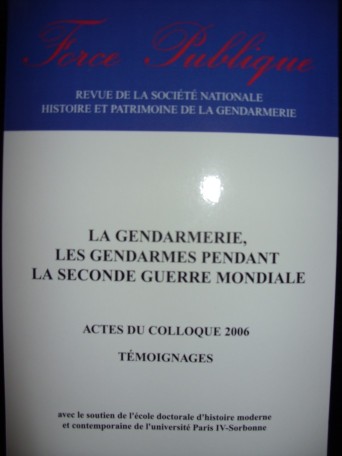 Force Publique
REVUE DE LA SOCIÉTÉ NATIONALE
HISTOIRE ET PATRIMOINE DE LA GENDARMERIE
LA GENDARMERIE,
LES GENDARMES PENDANT
LA SECONDE GUERRE MONDIALE
ACTES DU COLLOQUE 2006
TÉMOIGNAGES
avec le soutien de l'école doctorale d'histoire moderne
et contemporaine de l'université Paris IV-Sorbonne